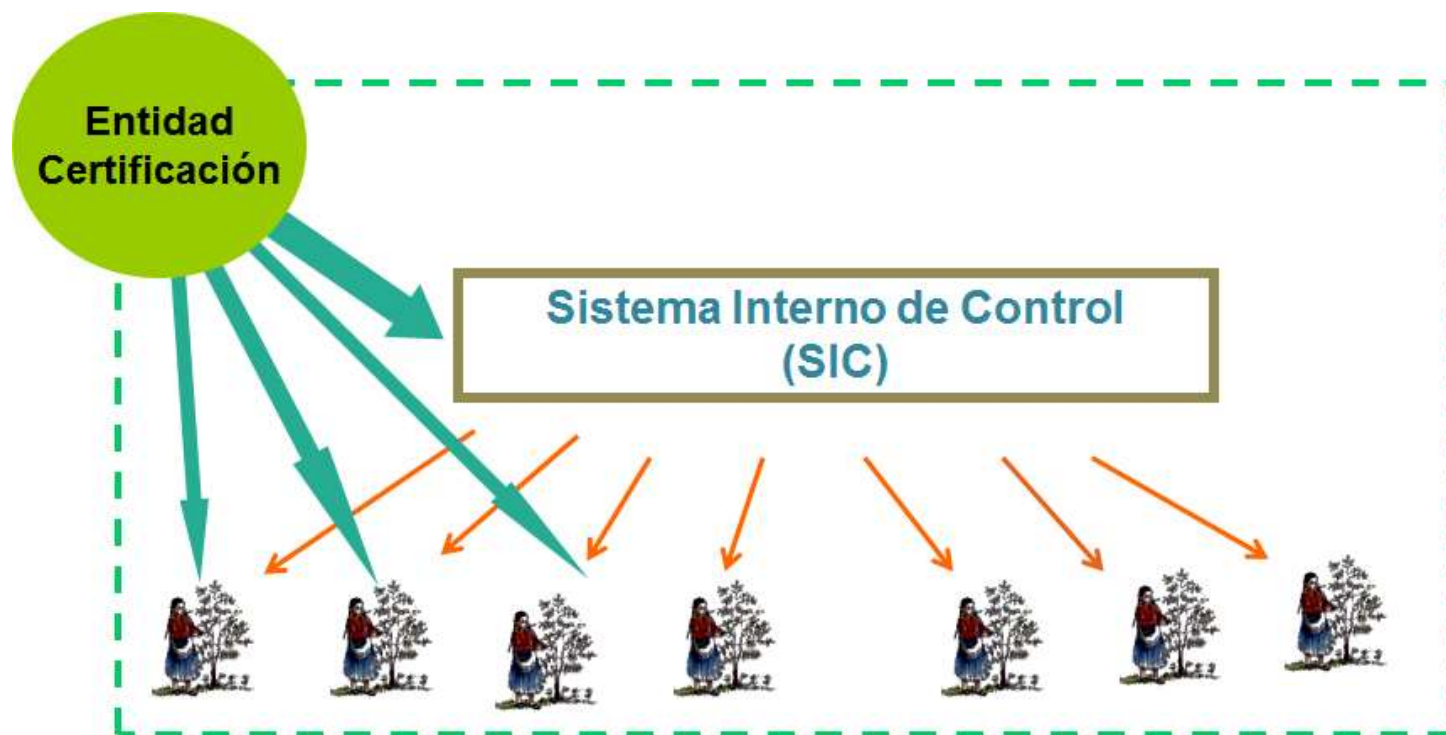 Entidad
Certificación
Sistema Interno de Control
(SIC)